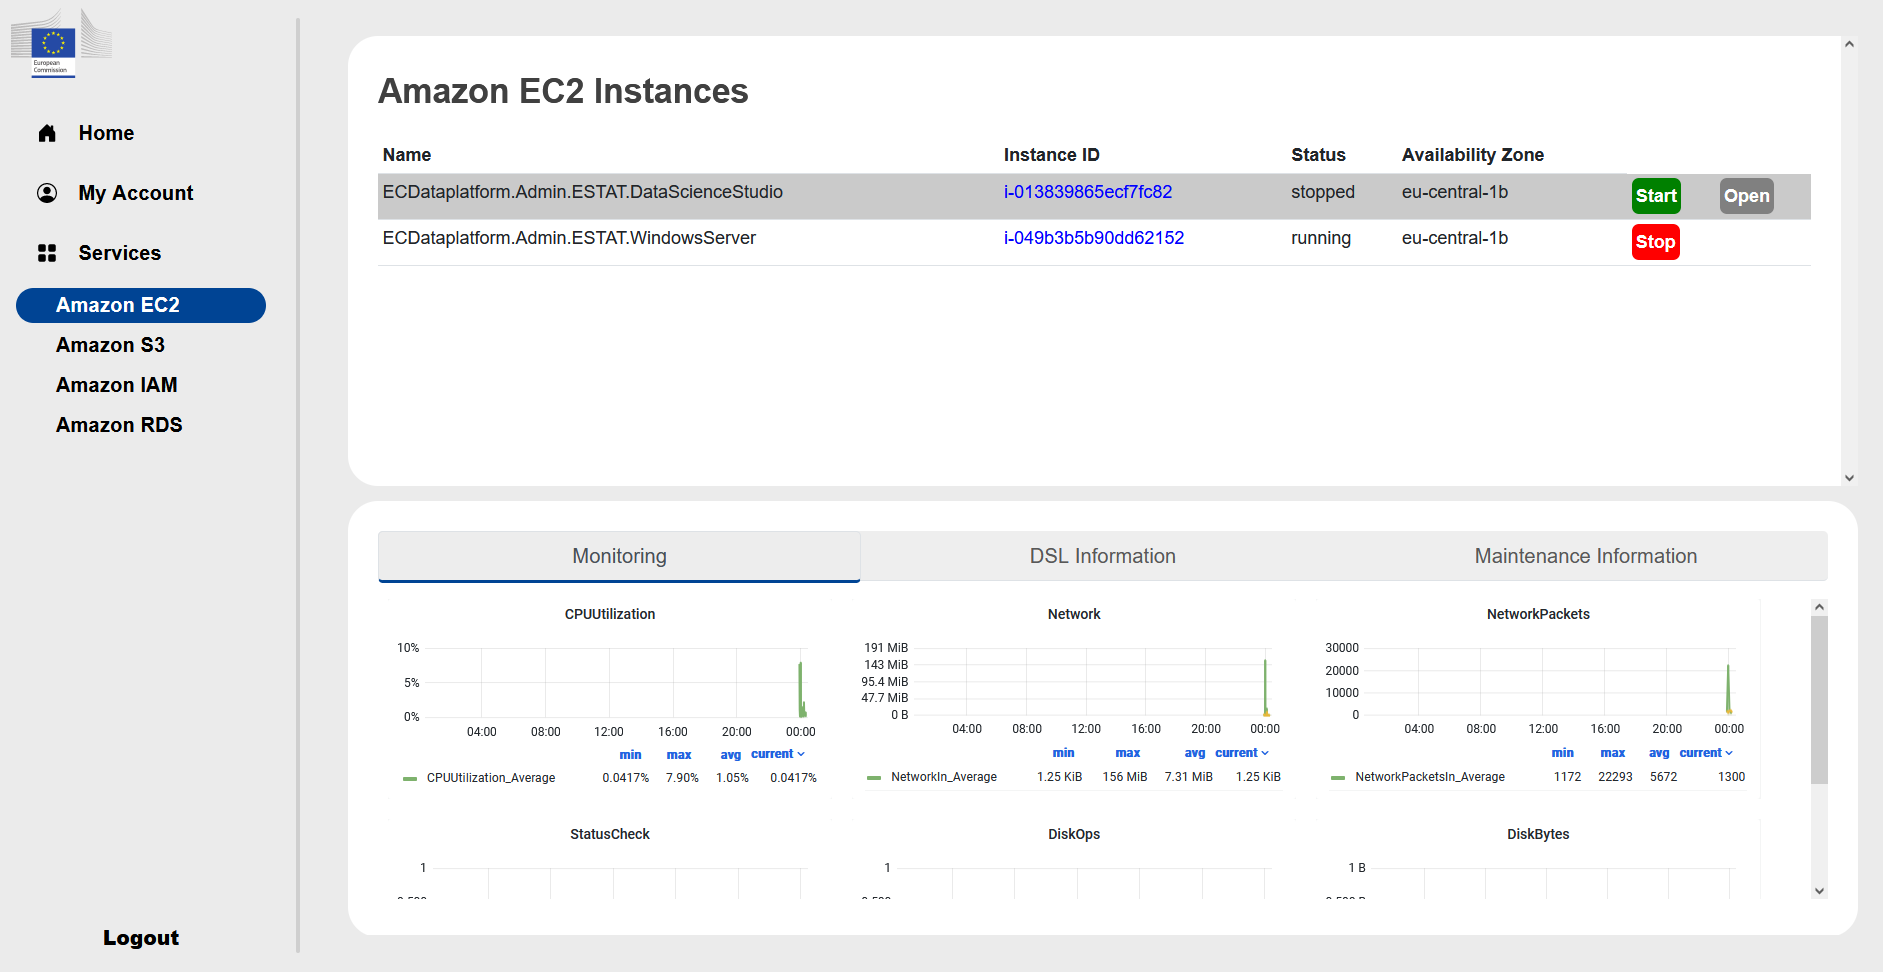 European
Commission
Home
My Account
Services
Amazon EC2
Amazon S3
Amazon IAM
Amazon RDS
Logout
Amazon EC2 Instances
Name Instance ID Status Availability Zone
ECDataplatform.Admin.ESTAT.DataScienceStudio i-013839865ecf7fc82 stopped eu-central-1b Start Open
ECDataplatform.Admin.ESTAT.WindowsServer i-049b3b5b90dd62152 running eu-central-1b Stop
Monitoring DSL Information Maintenance Information
CPUUtilization
10%
5%
0%
04:00 08:00 12:00 16:00 20:00 00:00
min max avg current
CPUUtilization_Average 0.0417% 7.90% 1.05% 0.0417%
Network
191 MiB
143 MiB
95.4 MiB
47.7 MiB
0 B
04:00 08:00 12:00 16:00 20:00 00:00
min max avg current
NetworkIn_Average 1.25 KiB 156 MiB 7.31 MiB 1.25 KiB
NetworkPackets
30000
20000
10000
0
04:00 08:00 12:00 16:00 20:00 00:00
min max avg current
NetworkPacketsIn_Average 1172 22293 5672 1300
StatusCheck
1
DiskOps
1
DiskBytes
1 B